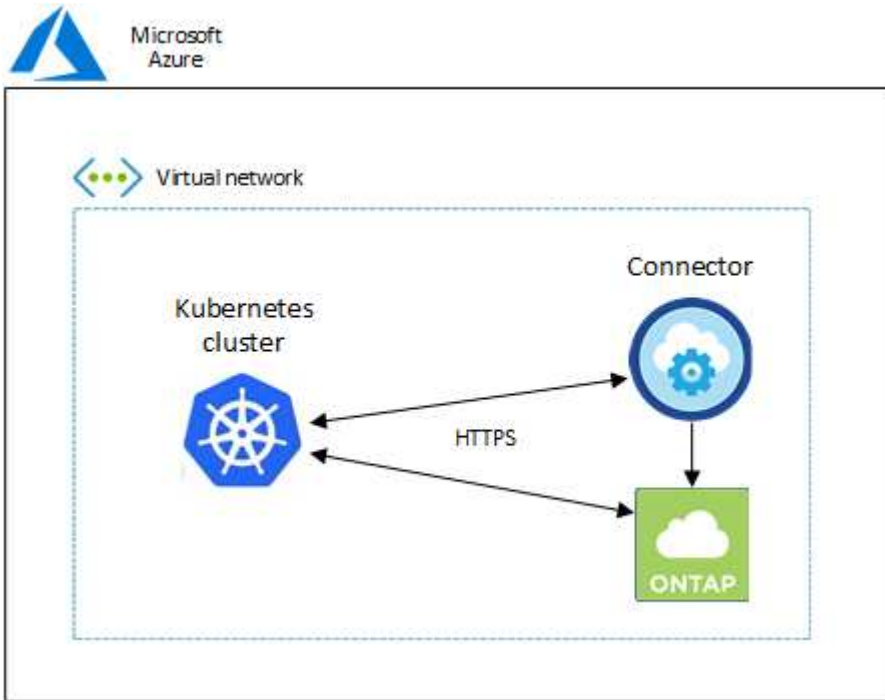 Microsoft
Azure
Virtual network
Connector
Kubernetes
cluster
HTTPS
ONTAP